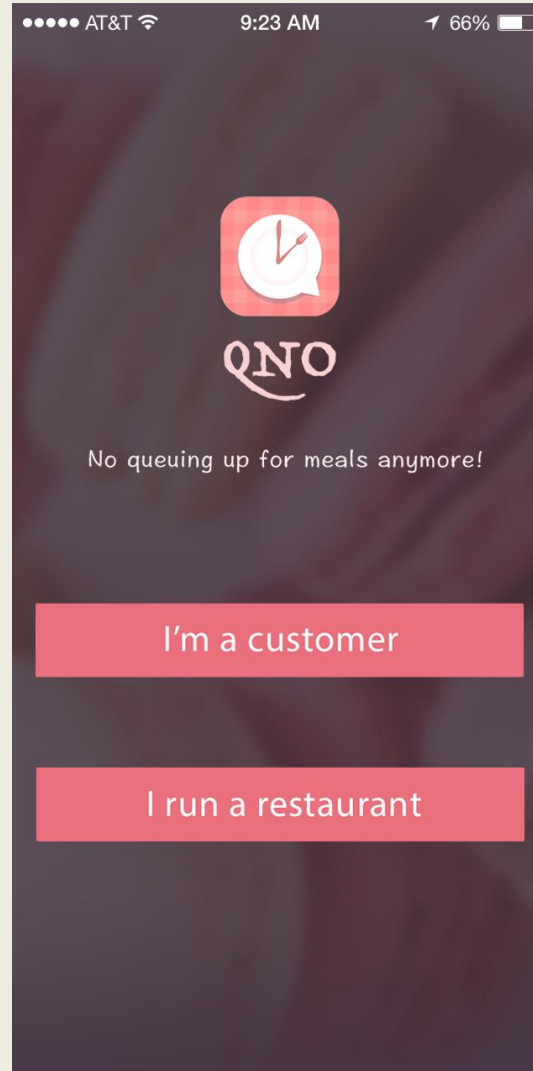 AT&T 9:23 AM 66%
QNO
No queuing up for meals anymore!
I'm a customer
I run a restaurant